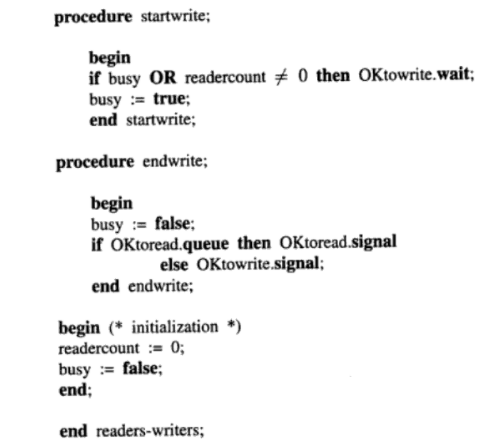 procedure startwrite;
begin
if busy OR readercount ≠ 0 then OKtowrite.wait;
busy := true;
end startwrite;
procedure endwrite;
begin
busy := false;
if OKtoread.queue then OKtoread.signal
else OKtowrite.signal;
end endwrite;
begin (* initialization *)
readercount := 0;
busy := false;
end;
end readers-writers;